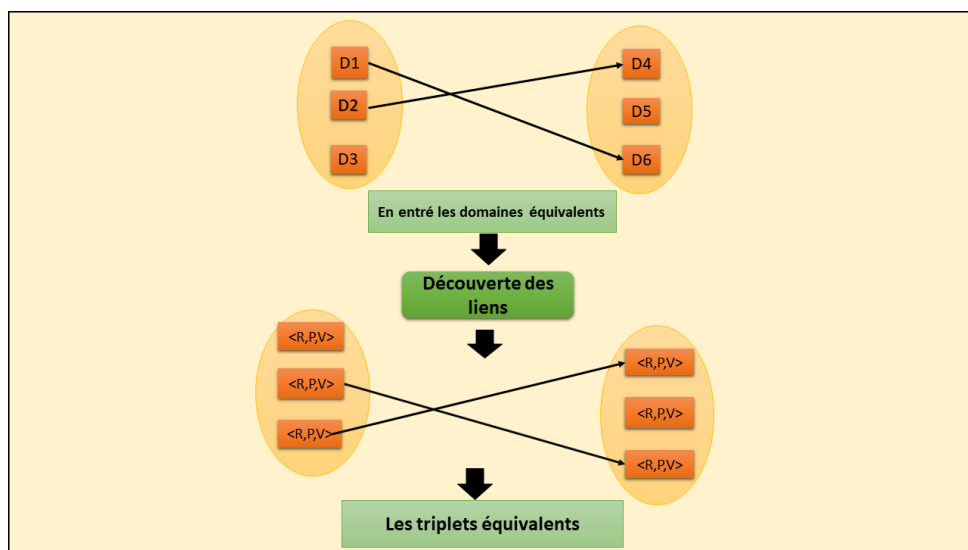 D1
D2
D3
D4
D5
D6
En entré les domaines équivalents
Découverte des
liens
<R,P,V>
<R,P,V>
<R,P,V>
<R,P,V>
<R,P,V>
<R,P,V>
Les triplets équivalents